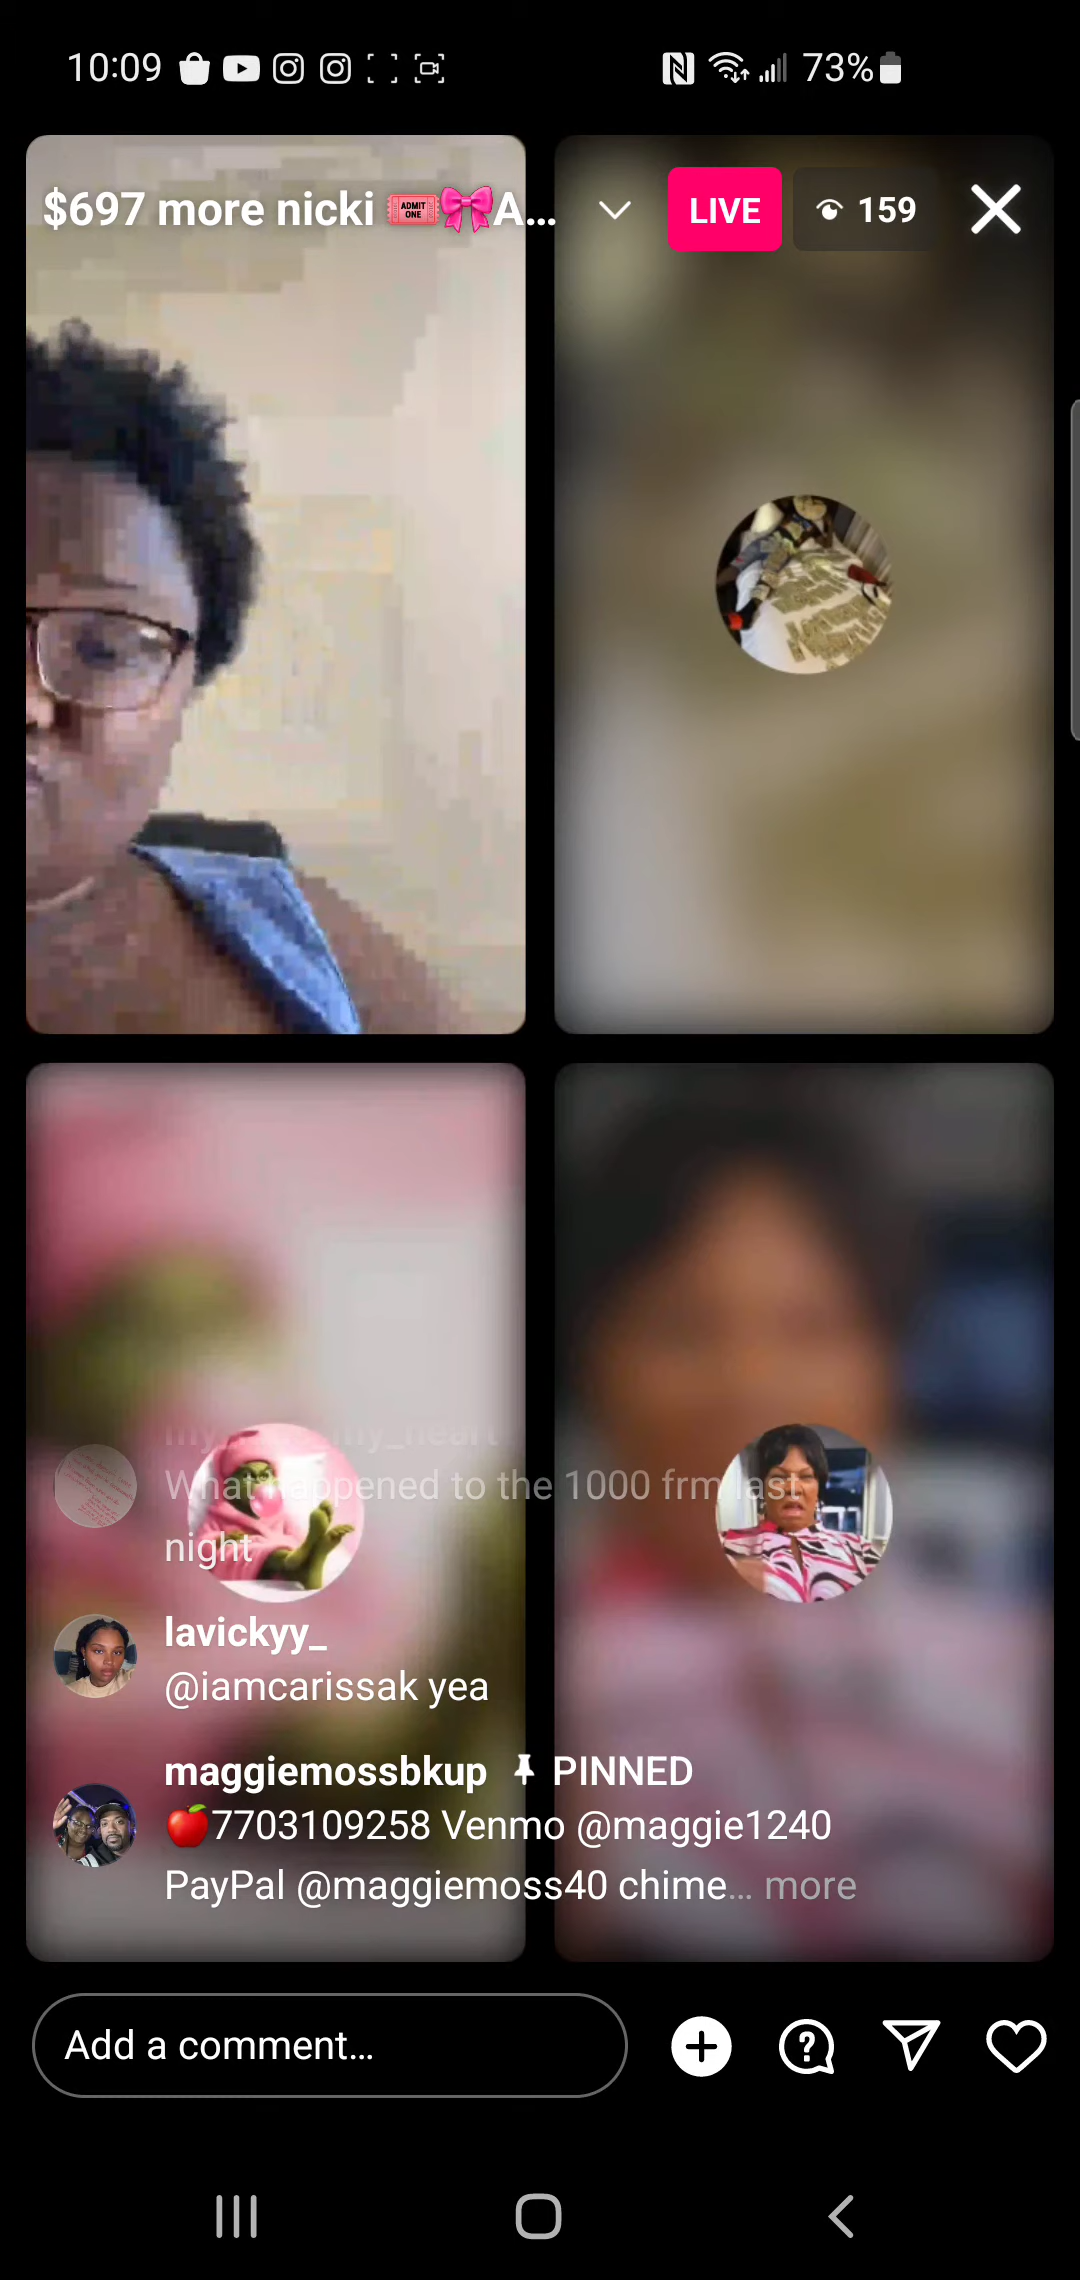 10:09
73%
$697 more nicki 🎟️🎀A...
LIVE
159
What happened to the 1000 frm last
night
lavickyy_
@iamcarissak yea
maggiemossbkup PINNED
🍎7703109258 Venmo @maggie1240
PayPal @maggiemoss40 chime... more
Add a comment...